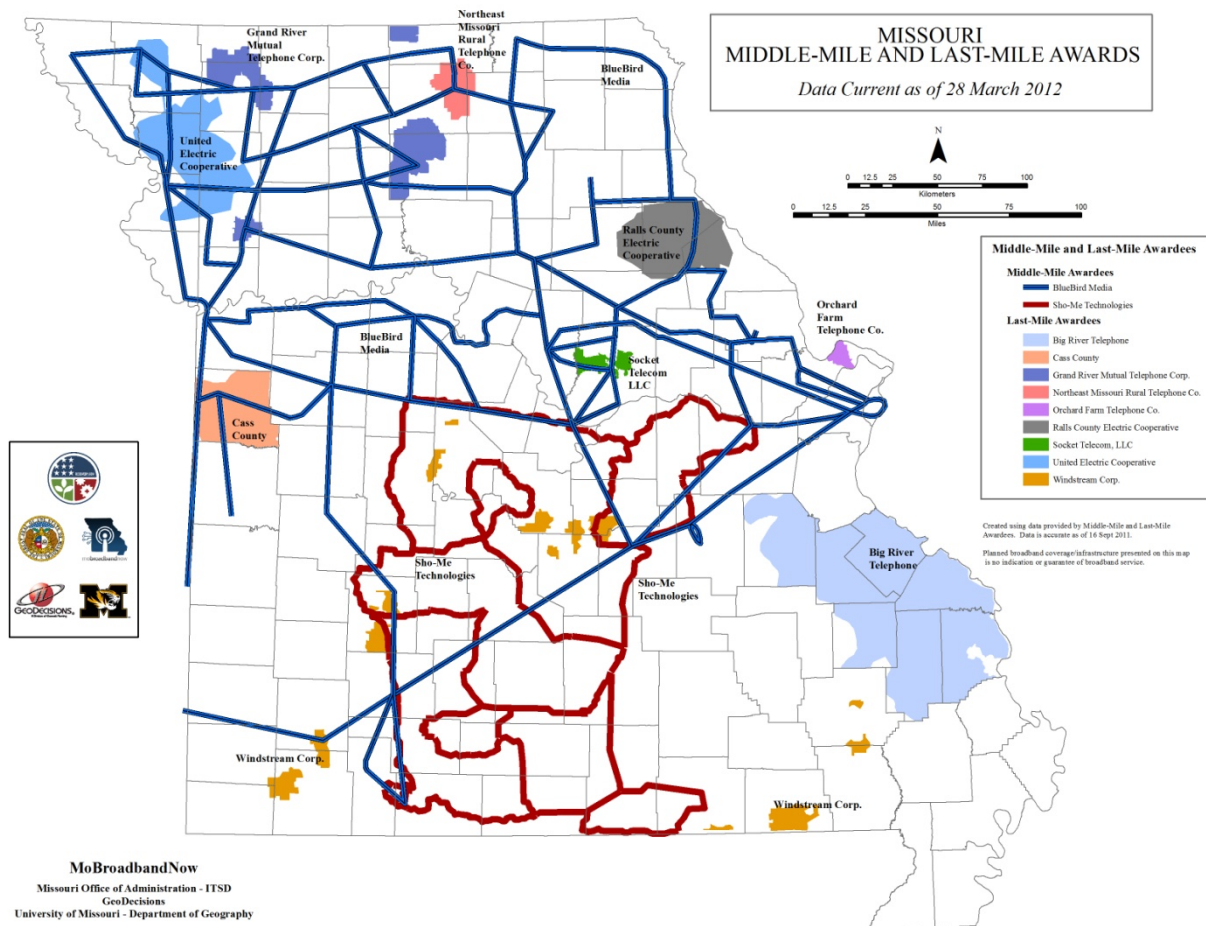 MISSOURI
MIDDLE-MILE AND LAST-MILE AWARDS
Data Current as of 28 March 2012
N
0 12.5 25 50 75 100
Kilometers
0 12.5 25 50 75 100
Miles
Grand River
Mutual
Telephone Corp.
Northeast
Missouri
Rural
Telephone
Co.
BlueBird
Media
United
Electric
Cooperative
Ralls County
Electric
Cooperative
Orchard
Farm
Telephone Co.
BlueBird
Media
Socket
Telecom
LLC
Cass
County
Sho-Me
Technologies
Sho-Me
Technologies
Big River
Telephone
Windstream Corp.
Windstream Corp.
Middle-Mile and Last-Mile Awardees
Middle-Mile Awardees
BlueBird Media
Sho-Me Technologies
Last-Mile Awardees
Big River Telephone
Cass County
Grand River Mutual Telephone Corp.
Northeast Missouri Rural Telephone Co.
Orchard Farm Telephone Co.
Ralls County Electric Cooperative
Socket Telecom, LLC
United Electric Cooperative
Windstream Corp.
Created using data provided by Middle-Mile and Last-Mile
Awardees. Data is accurate as of 16 Sept 2011.
Planned broadband coverage/infrastructure presented on this map
is no indication or guarantee of broadband service.
GEODECISIONS
MoBroadbandNow
Missouri Office of Administration - ITSD
GeoDecisions
University of Missouri - Department of Geography